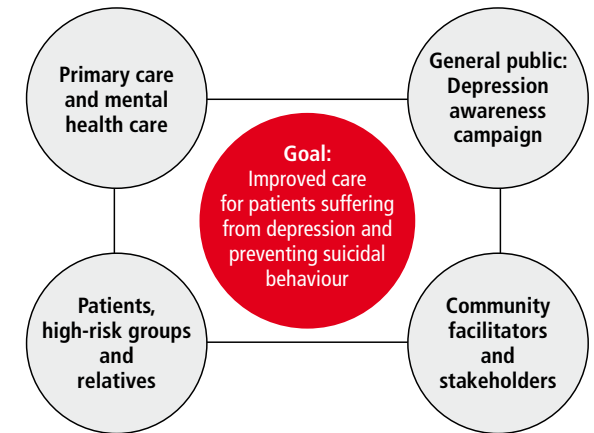 Primary care
and mental
health care
General public:
Depression
awareness
campaign
Goal:
Improved care
for patients suffering
from depression and
preventing suicidal
behaviour
Patients,
high-risk groups
and
relatives
Community
facilitators
and
stakeholders